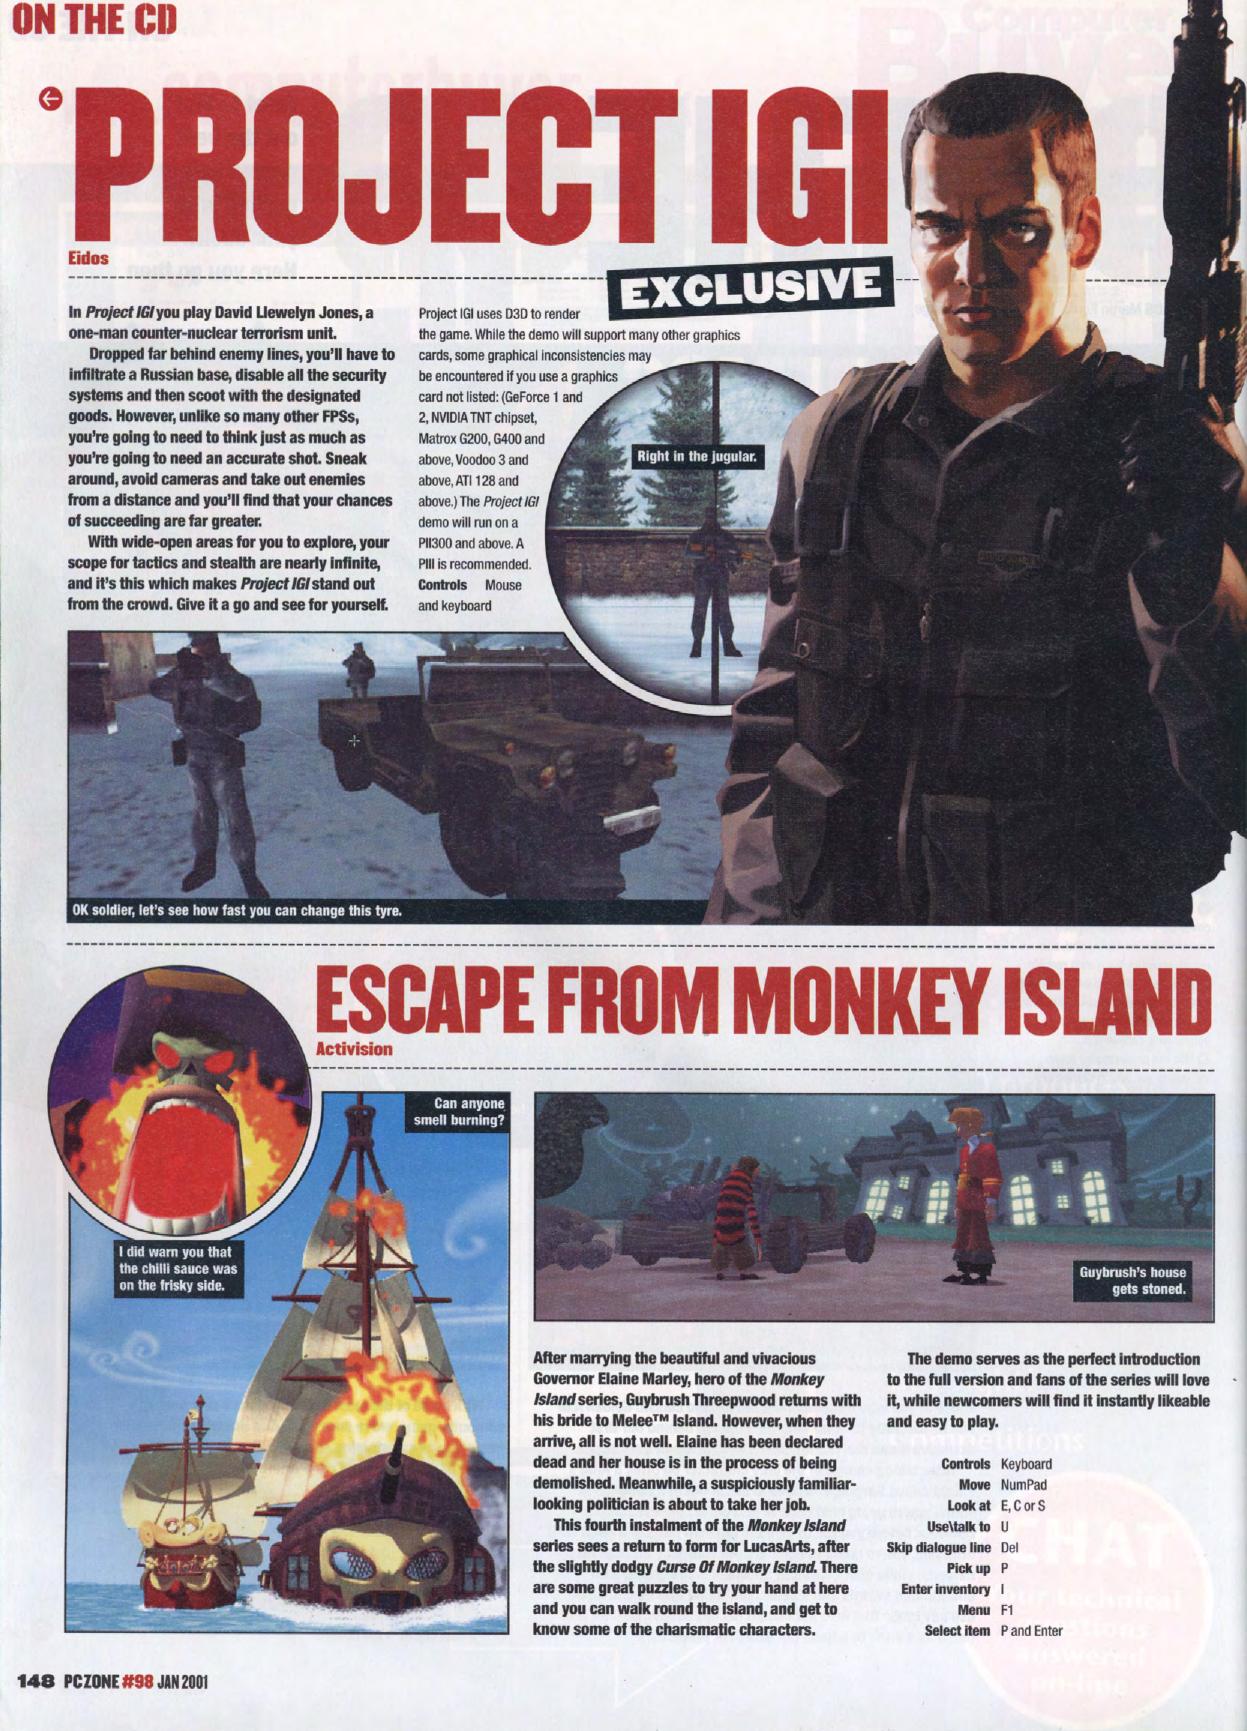 ON THE CD
PROJECT IGI
Eidos
EXCLUSIVE
In Project IGI you play David Llewelyn Jones, a
one-man counter-nuclear terrorism unit.
Dropped far behind enemy lines, you'll have to
infiltrate a Russian base, disable all the security
systems and then scoot with the designated
goods. However, unlike so many other FPSs,
you're going to need to think just as much as
you're going to need an accurate shot. Sneak
around, avoid cameras and take out enemies
from a distance and you'll find that your chances
of succeeding are far greater.
With wide-open areas for you to explore, your
scope for tactics and stealth are nearly infinite,
and it's this which makes Project IGI stand out
from the crowd. Give it a go and see for yourself.
Project IGI uses D3D to render
the game. While the demo will support many other graphics
cards, some graphical inconsistencies may
be encountered if you use a graphics
card not listed: (GeForce 1 and
2, NVIDIA TNT chipset,
Matrox G200, G400 and
above, Voodoo 3 and
above, ATI 128 and
above.) The Project IGI
demo will run on a
PII300 and above. A
PIII is recommended.
Controls Mouse
and keyboard
Right in the jugular.
OK soldier, let's see how fast you can change this tyre.
ESCAPE FROM MONKEY ISLAND
Activision
Can anyone
smell burning?
I did warn you that
the chilli sauce was
on the frisky side.
Guybrush's house
gets stoned.
After marrying the beautiful and vivacious
Governor Elaine Marley, hero of the Monkey
Island series, Guybrush Threepwood returns with
his bride to Melee™ Island. However, when they
arrive, all is not well. Elaine has been declared
dead and her house is in the process of being
demolished. Meanwhile, a suspiciously familiar-
looking politician is about to take her job.
This fourth instalment of the Monkey Island
series sees a return to form for LucasArts, after
the slightly dodgy Curse Of Monkey Island. There
are some great puzzles to try your hand at here
and you can walk round the island, and get to
know some of the charismatic characters.
The demo serves as the perfect introduction
to the full version and fans of the series will love
it, while newcomers will find it instantly likeable
and easy to play.
Controls Keyboard
Move NumPad
Look at E, C or S
Use\talk to U
Skip dialogue line Del
Pick up P
Enter inventory I
Menu F1
Select item P and Enter
148 PCZONE #98 JAN 2001